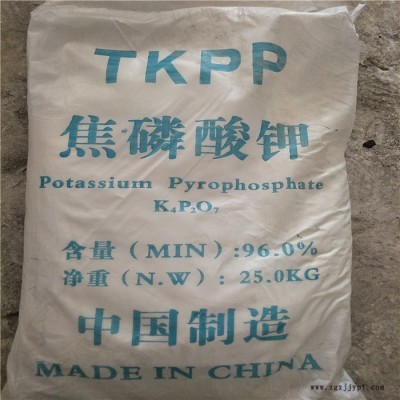 TKPP
焦磷酸钾
Potassium Pyrophosphate
K₄P₂O₇
含量(MIN):96.0%
净重(N.W):25.0KG
中国制造
MADE IN CHINA